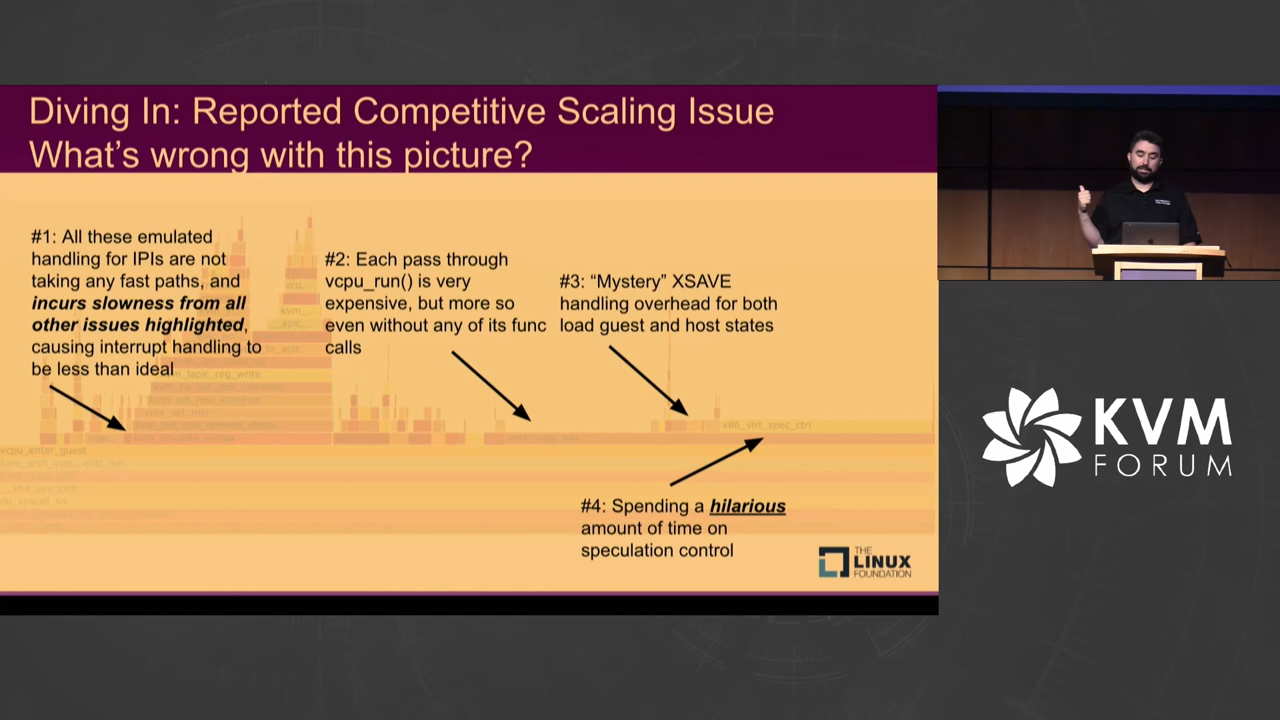 Diving In: Reported Competitive Scaling Issue
What's wrong with this picture?
#1: All these emulated
handling for IPIs are not
taking any fast paths, and
incurs slowness from all
other issues highlighted,
causing interrupt handling to
be less than ideal
#2: Each pass through
vcpu_run() is very
expensive, but more so
even without any of its func
calls
#3: “Mystery” XSAVE
handling overhead for both
load guest and host states
x86_virt_spec_ctrl
vcpu_enter_guest
#4: Spending a hilarious
amount of time on
speculation control
THE
LINUX
FOUNDATION
KVM
FORUM